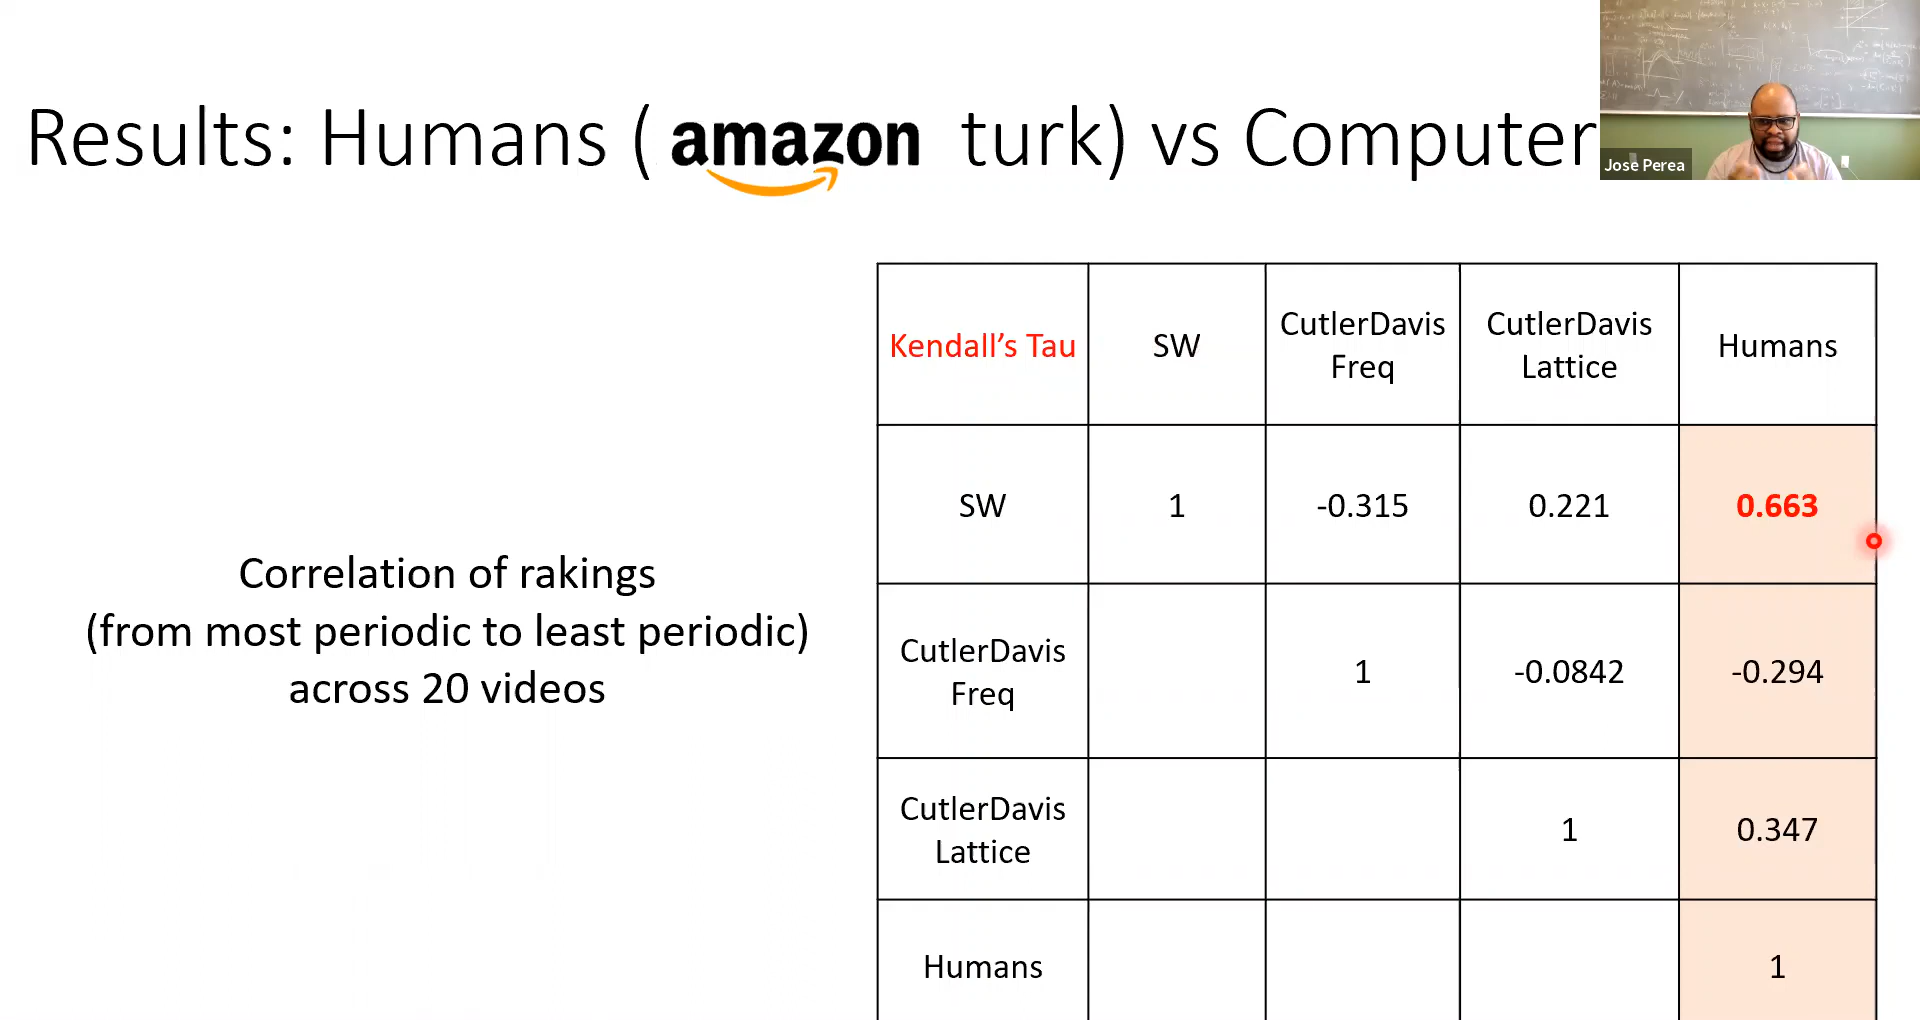 Results: Humans ( amazon turk) vs Computer
Jose Perea
Correlation of rakings
(from most periodic to least periodic)
across 20 videos
Kendall's Tau SW CutlerDavis Freq CutlerDavis Lattice Humans
SW 1 -0.315 0.221 0.663
CutlerDavis Freq 1 -0.0842 -0.294
CutlerDavis Lattice 1 0.347
Humans 1